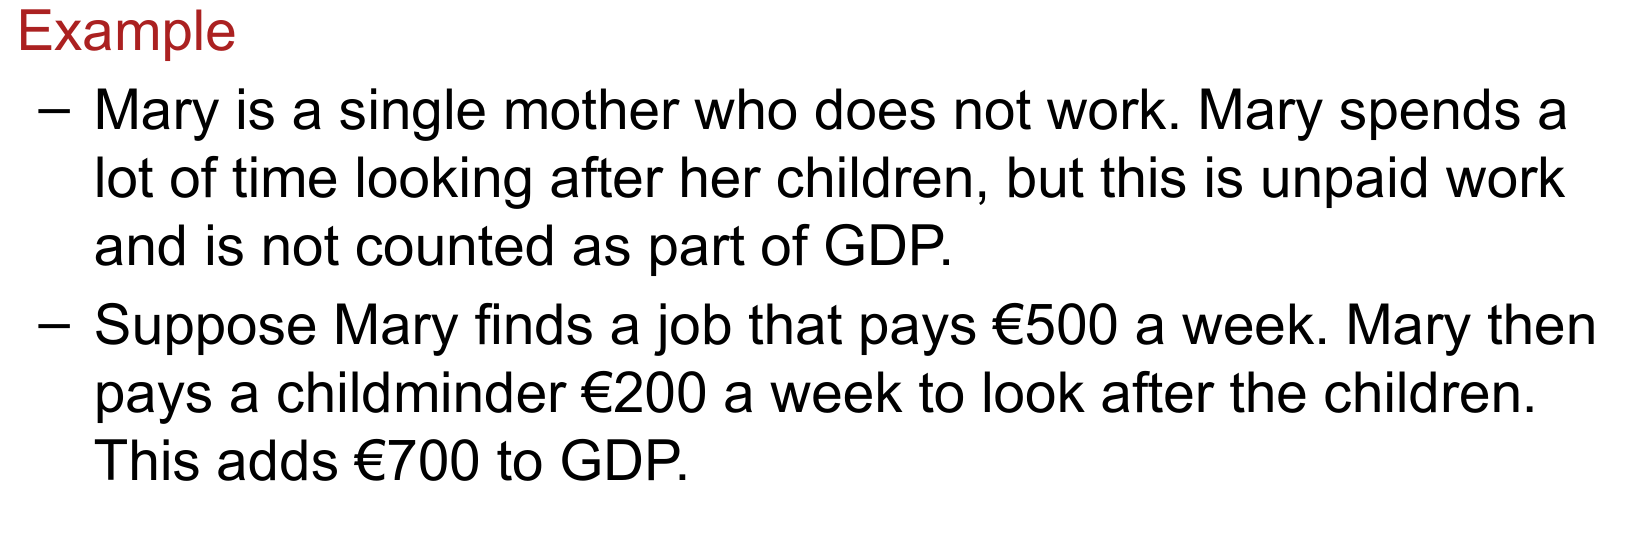 Example
– Mary is a single mother who does not work. Mary spends a
lot of time looking after her children, but this is unpaid work
and is not counted as part of GDP.
– Suppose Mary finds a job that pays €500 a week. Mary then
pays a childminder €200 a week to look after the children.
This adds €700 to GDP.